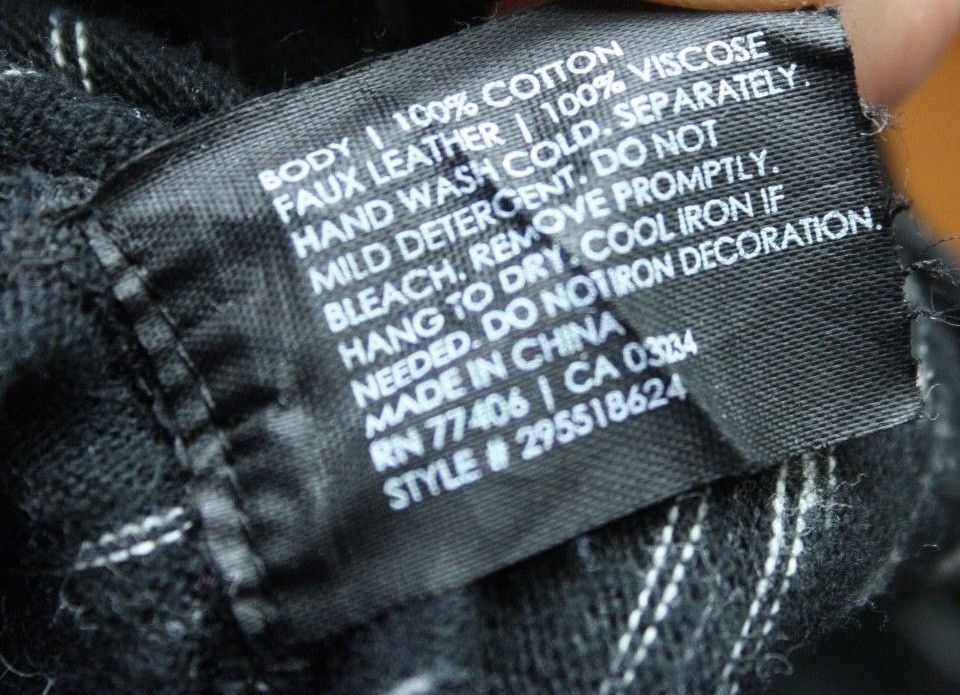 BODY | 100% COTTON
FAUX LEATHER | 100% VISCOSE
HAND WASH COLD. SEPARATELY.
MILD DETERGENT. DO NOT
BLEACH. REMOVE PROMPTLY.
HANG TO DRY. COOL IRON IF
NEEDED. DO NOT IRON DECORATION.
MADE IN CHINA
RN 77406 | CA 03234
STYLE # 295518624